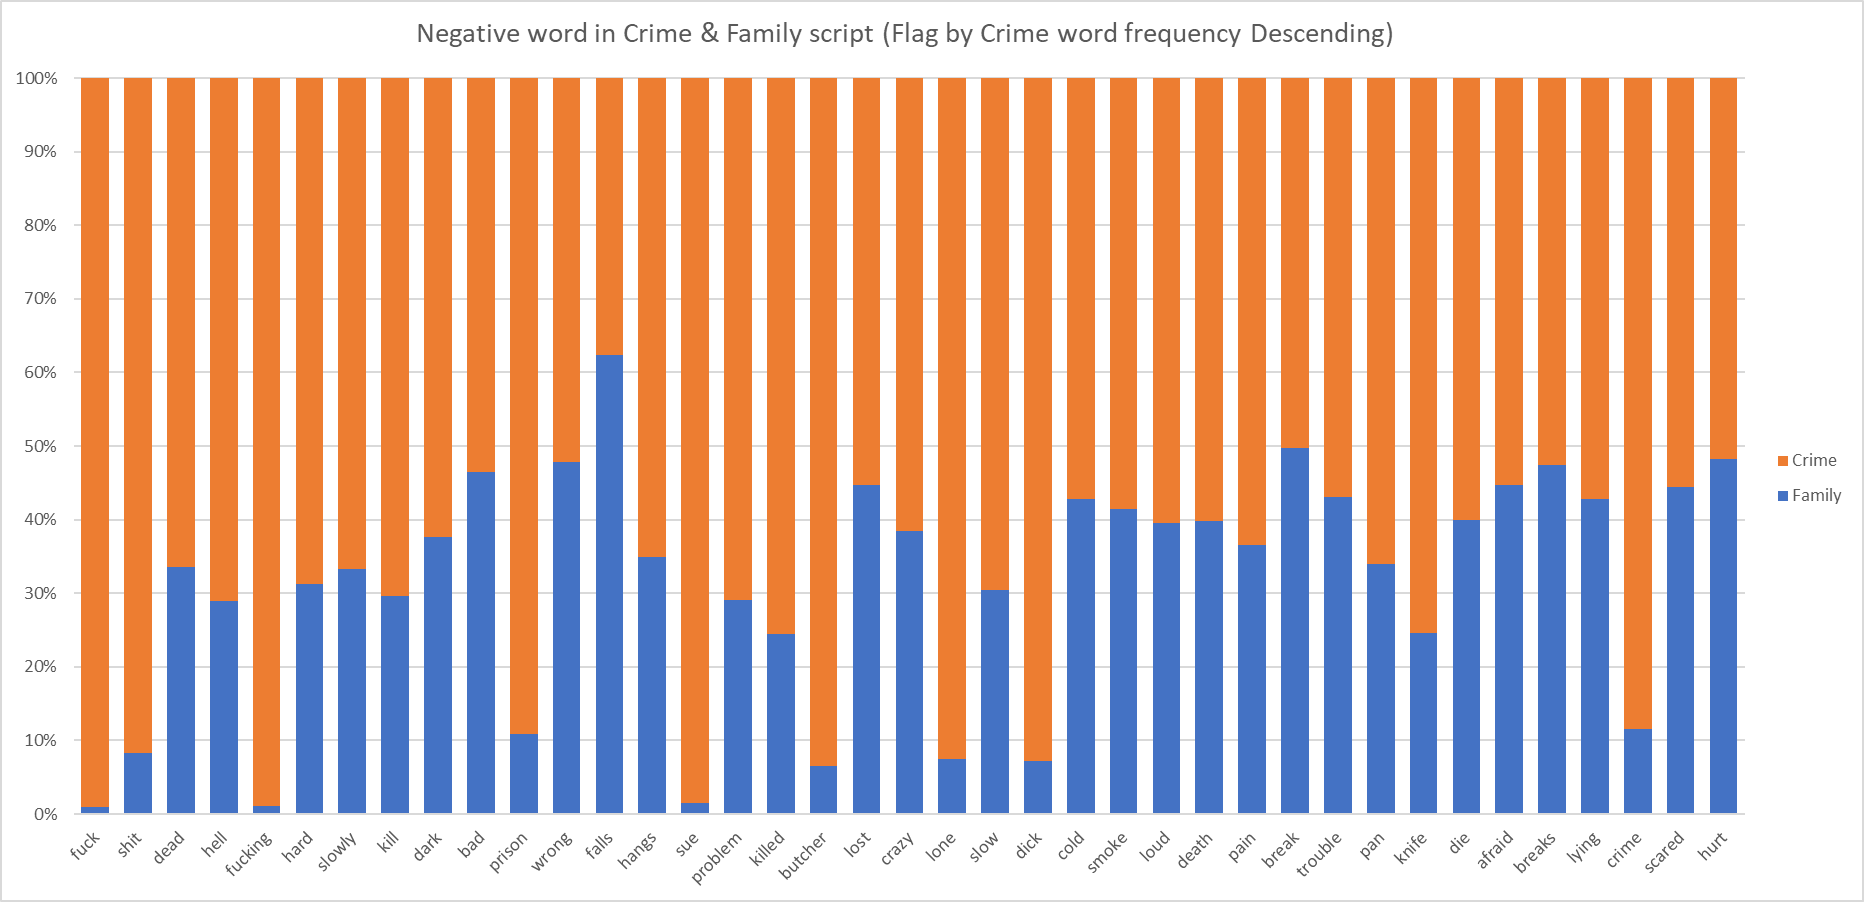 Negative word in Crime & Family script (Flag by Crime word frequency Descending)
100%
90%
80%
70%
60%
50%
40%
30%
20%
10%
0%
fuck
shit
dead
hell
fucking
hard
slowly
kill
dark
bad
prison
wrong
falls
hangs
sue
problem
killed
butcher
lost
crazy
lone
slow
dick
cold
smoke
loud
death
pain
break
trouble
pan
knife
die
afraid
breaks
lying
crime
scared
hurt
Crime
Family